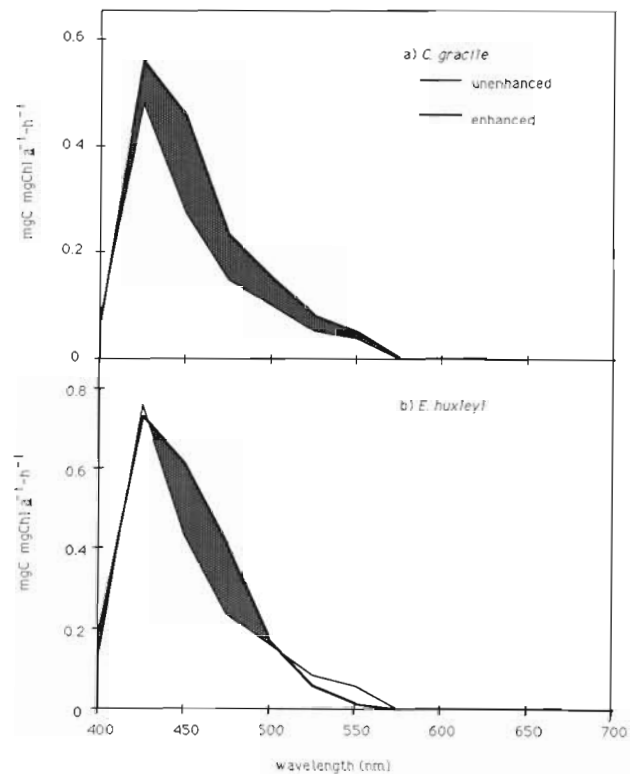 0.6
0.4
0.2
0
mgC mgChl a⁻¹-h⁻¹
a) C. gracile
unenhanced
enhanced
0.8
0.6
0.4
0.2
0
mgC mgChl a⁻¹-h⁻¹
b) E. huxleyi
400 450 500 550 600 650 700
wavelength (nm)